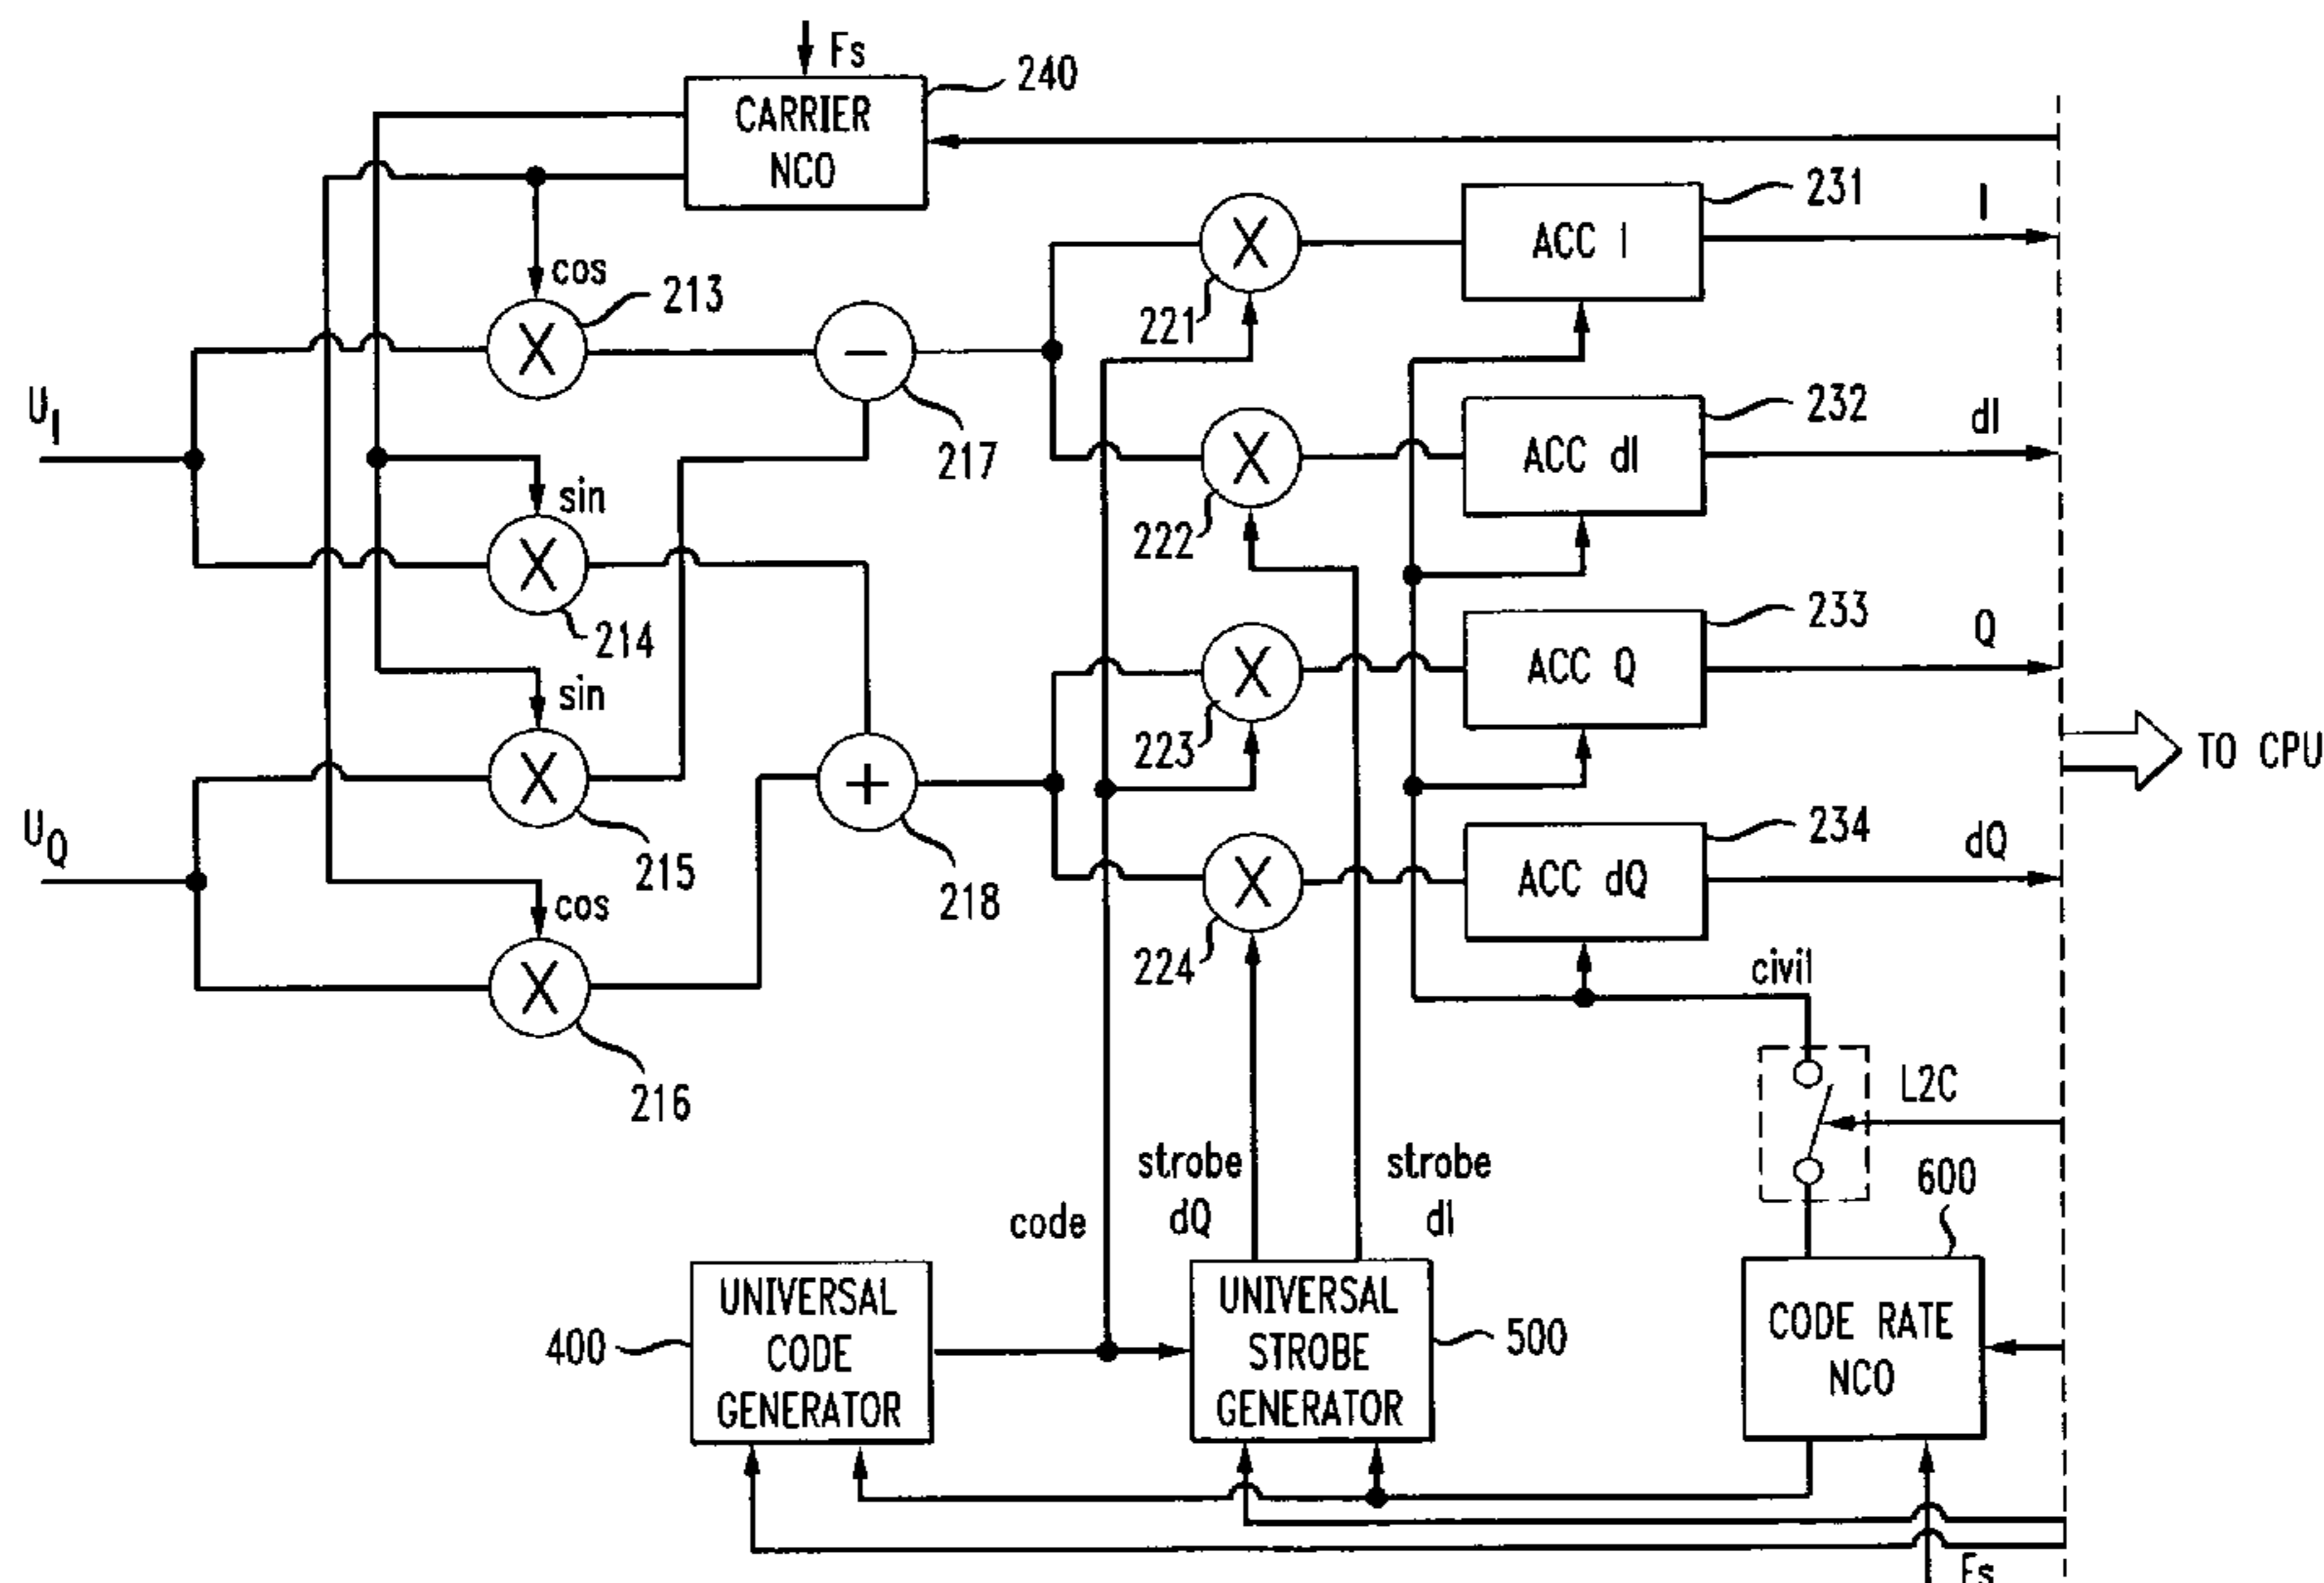 Fs
240
CARRIER
NCO
231
I
ACC I
cos
213
X
X
221
−
217
U_I
232
dI
ACC dI
sin
X
X
222
214
233
Q
ACC Q
sin
X
X
223
TO CPU
215
+
218
U_Q
234
dQ
ACC dQ
cos
X
X
224
216
civil
L2C
600
strobe
dQ
strobe
dI
code
UNIVERSAL
CODE
GENERATOR
400
UNIVERSAL
STROBE
GENERATOR
500
CODE RATE
NCO
Fs